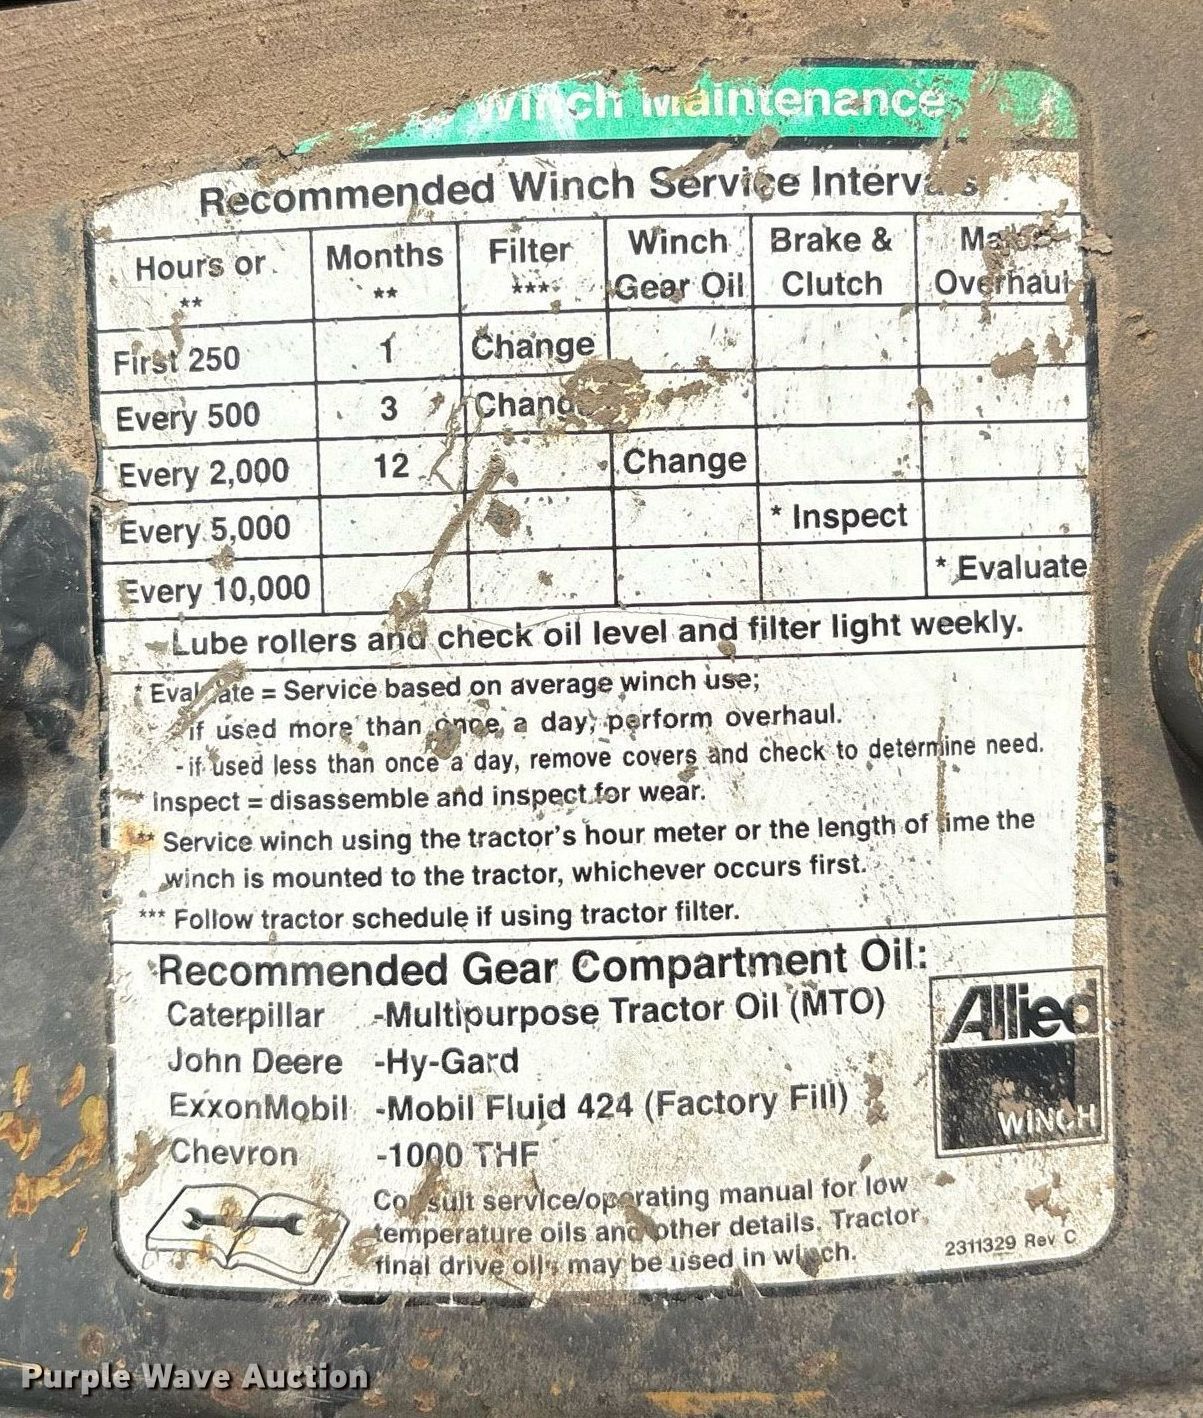 Winch Maintenance
Recommended Winch Service Intervals
Hours or ** Months ** Filter *** Winch Gear Oil Brake & Clutch Major Overhaul
First 250 1 Change
Every 500 3 Change
Every 2,000 12 Change
Every 5,000 * Inspect
Every 10,000 * Evaluate
Lube rollers and check oil level and filter light weekly.
* Evaluate = Service based on average winch use;
-if used more than once a day, perform overhaul.
-if used less than once a day, remove covers and check to determine need.
* Inspect = disassemble and inspect for wear.
** Service winch using the tractor's hour meter or the length of time the
winch is mounted to the tractor, whichever occurs first.
*** Follow tractor schedule if using tractor filter.
Recommended Gear Compartment Oil:
Caterpillar -Multipurpose Tractor Oil (MTO)
John Deere -Hy-Gard
ExxonMobil -Mobil Fluid 424 (Factory Fill)
Chevron -1000 THF
Allied
WINCH
Consult service/operating manual for low
temperature oils and other details. Tractor
final drive oils may be used in winch.
2311329 Rev C
Purple Wave Auction